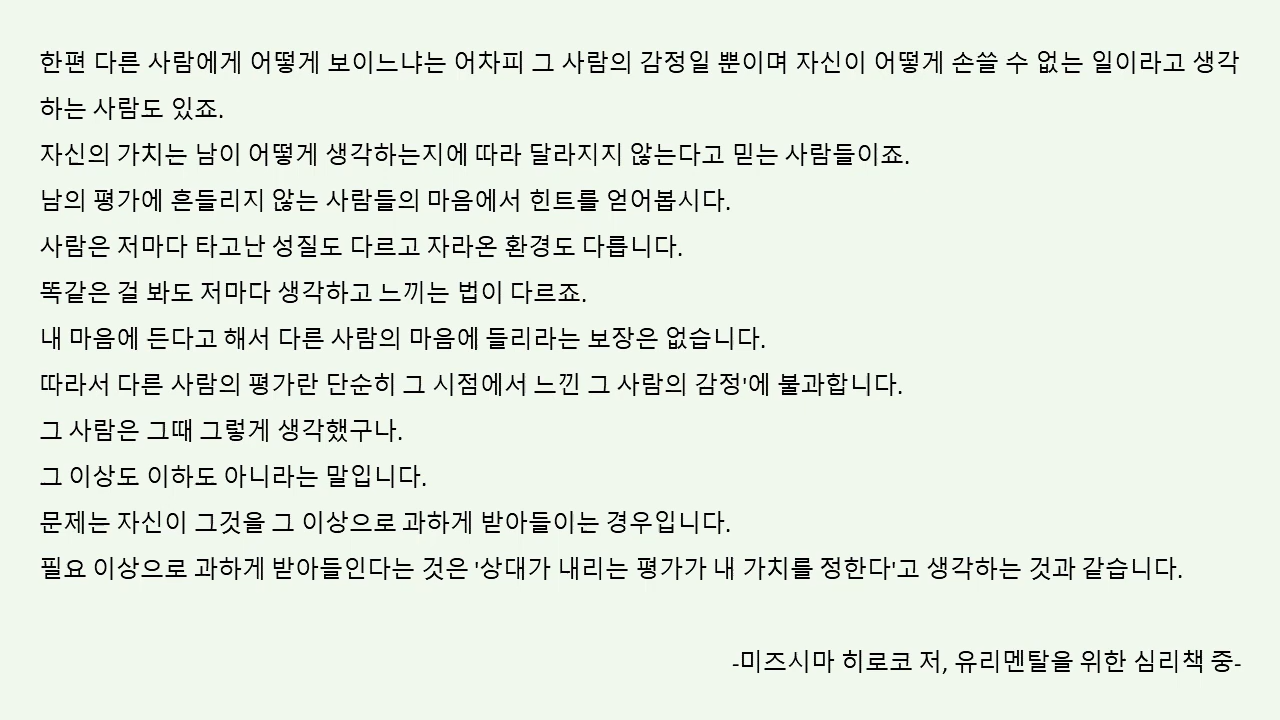 한편 다른 사람에게 어떻게 보이느냐는 어차피 그 사람의 감정일 뿐이며 자신이 어떻게 손쓸 수 없는 일이라고 생각
하는 사람도 있죠.
자신의 가치는 남이 어떻게 생각하는지에 따라 달라지지 않는다고 믿는 사람들이죠.
남의 평가에 흔들리지 않는 사람들의 마음에서 힌트를 얻어봅시다.
사람은 저마다 타고난 성질도 다르고 자라온 환경도 다릅니다.
똑같은 걸 봐도 저마다 생각하고 느끼는 법이 다르죠.
내 마음에 든다고 해서 다른 사람의 마음에 들리라는 보장은 없습니다.
따라서 다른 사람의 평가란 단순히 그 시점에서 느낀 그 사람의 감정'에 불과합니다.
그 사람은 그때 그렇게 생각했구나.
그 이상도 이하도 아니라는 말입니다.
문제는 자신이 그것을 그 이상으로 과하게 받아들이는 경우입니다.
필요 이상으로 과하게 받아들인다는 것은 '상대가 내리는 평가가 내 가치를 정한다'고 생각하는 것과 같습니다.
-미즈시마 히로코 저, 유리멘탈을 위한 심리책 중-